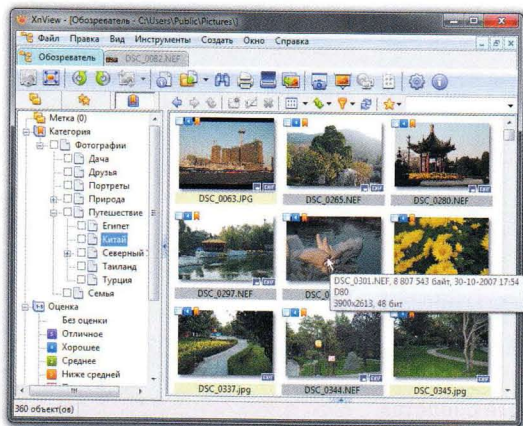 XnView - [Обозреватель - C:\Users\Public\Pictures\]
Файл Правка Вид Инструменты Создать Окно Справка
Обозреватель DSC_0082.NEF
Метка (0)
Категория
Фотографии
Дача
Друзья
Портреты
Природа
Путешествие
Египет
Китай
Северный
Таиланд
Турция
Семья
Оценка
Без оценки
Отличное
Хорошее
Среднее
Ниже средней
DSC_0063.JPG DSC_0265.NEF DSC_0280.NEF
DSC_0297.NEF
DSC_0301.NEF, 8 807 543 байт, 30-10-2007 17:54
D80
3900x2613, 48 бит
DSC_0337.jpg DSC_0344.NEF DSC_0345.jpg
360 объект(ов)